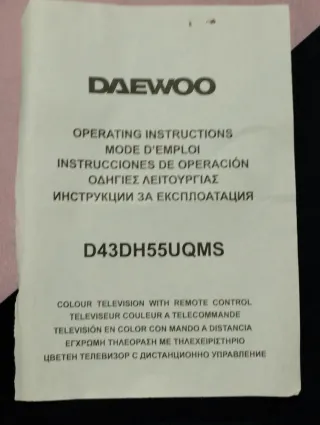 DAEWOO
OPERATING INSTRUCTIONS
MODE D'EMPLOI
INSTRUCCIONES DE OPERACIÓN
ΟΔΗΓΙΕΣ ΛΕΙΤΟΥΡΓΙΑΣ
ИНСТРУКЦИИ ЗА ЕКСПЛОАТАЦИЯ
D43DH55UQMS
COLOUR TELEVISION WITH REMOTE CONTROL
TELEVISEUR COULEUR A TELECOMMANDE
TELEVISIÓN EN COLOR CON MANDO A DISTANCIA
ΕΓΧΡΩΜΗ ΤΗΛΕΟΡΑΣΗ ΜΕ ΤΗΛΕΧΕΙΡΙΣΤΗΡΙΟ
ЦВЕТЕН ТЕЛЕВИЗОР С ДИСТАНЦИОННО УПРАВЛЕНИЕ